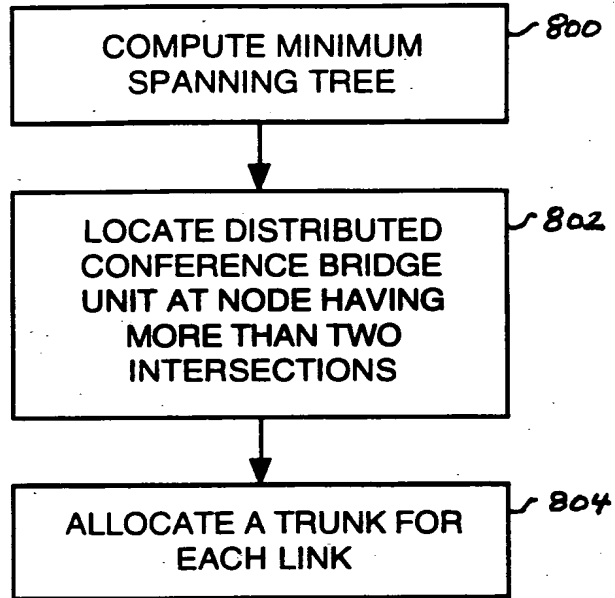 COMPUTE MINIMUM
SPANNING TREE
800
LOCATE DISTRIBUTED
CONFERENCE BRIDGE
UNIT AT NODE HAVING
MORE THAN TWO
INTERSECTIONS
802
ALLOCATE A TRUNK FOR
EACH LINK
804